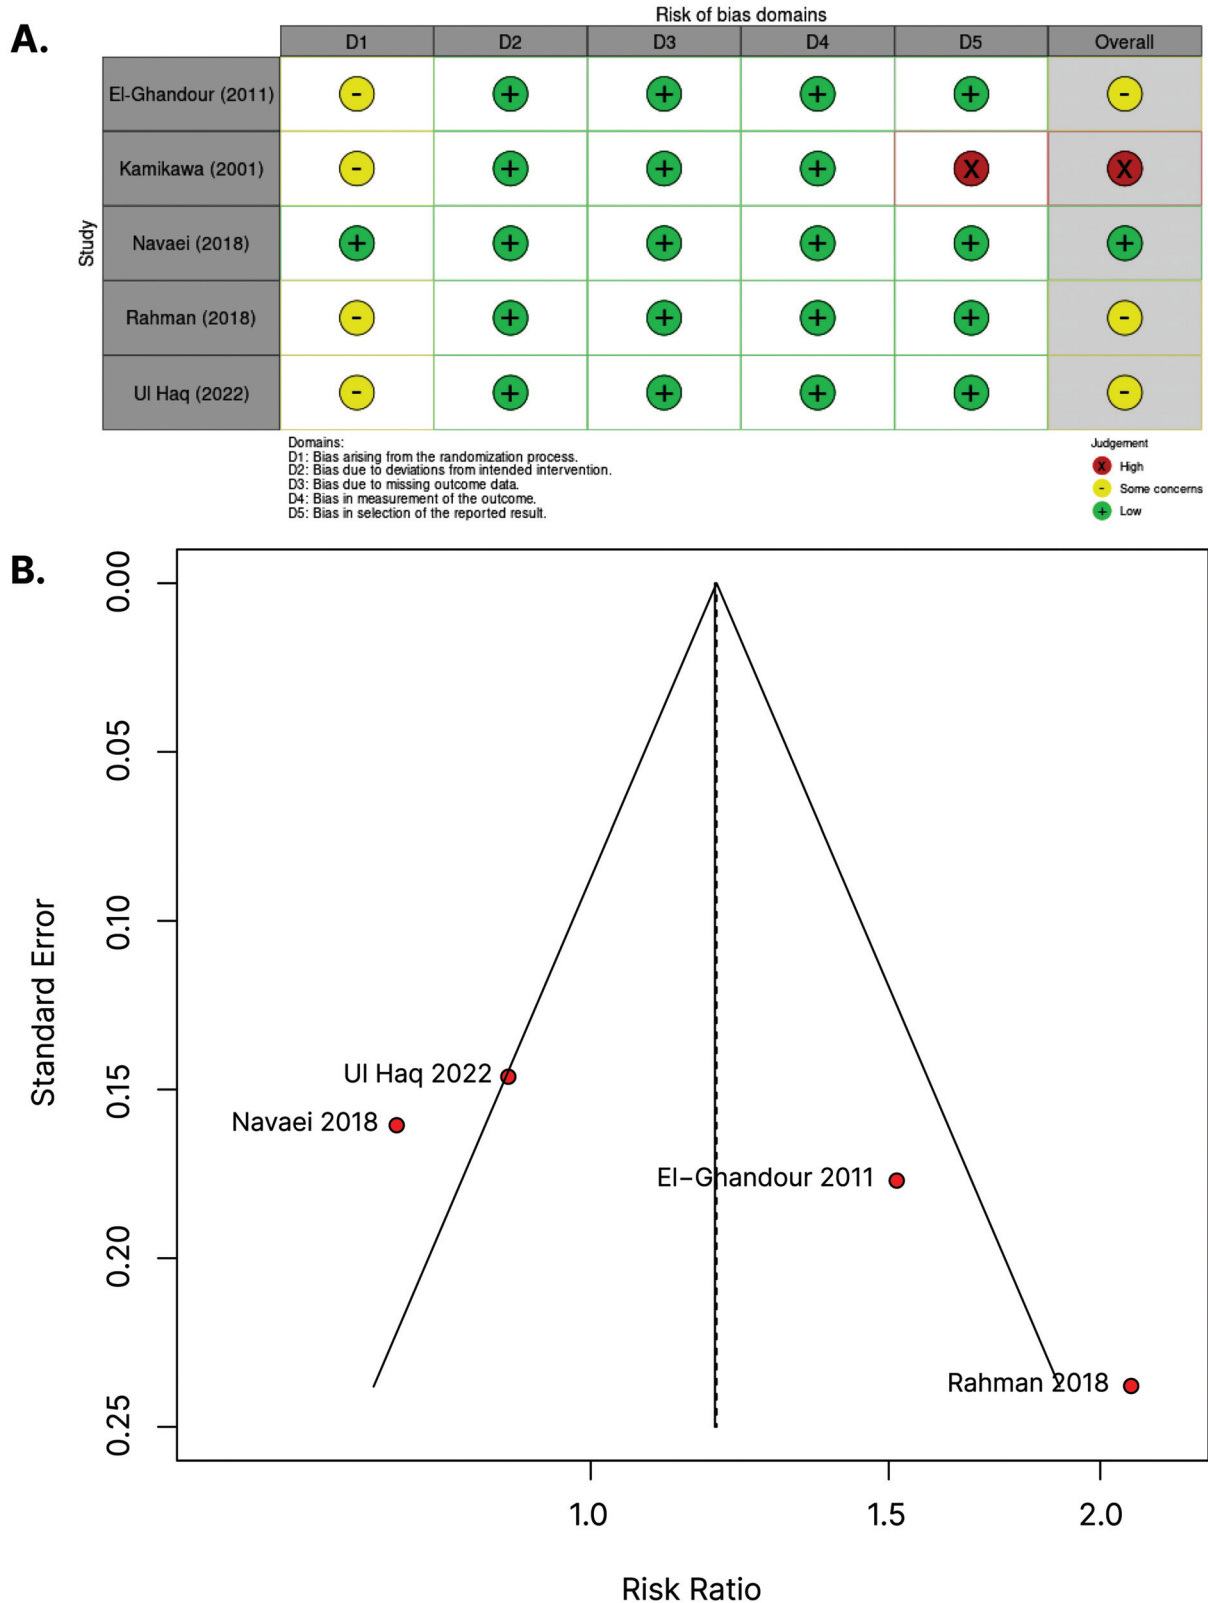 A.
Risk of bias domains
D1 D2 D3 D4 D5 Overall
Study
El-Ghandour (2011) - + + + + -
Kamikawa (2001) - + + + X X
Navaei (2018) + + + + + +
Rahman (2018) - + + + + -
Ul Haq (2022) - + + + + -
Domains:
D1: Bias arising from the randomization process.
D2: Bias due to deviations from intended intervention.
D3: Bias due to missing outcome data.
D4: Bias in measurement of the outcome.
D5: Bias in selection of the reported result.
Judgement
X High
- Some concerns
+ Low
B.
Standard Error
0.00
0.05
0.10
0.15
0.20
0.25
Ul Haq 2022
Navaei 2018
El-Ghandour 2011
Rahman 2018
1.0 1.5 2.0
Risk Ratio